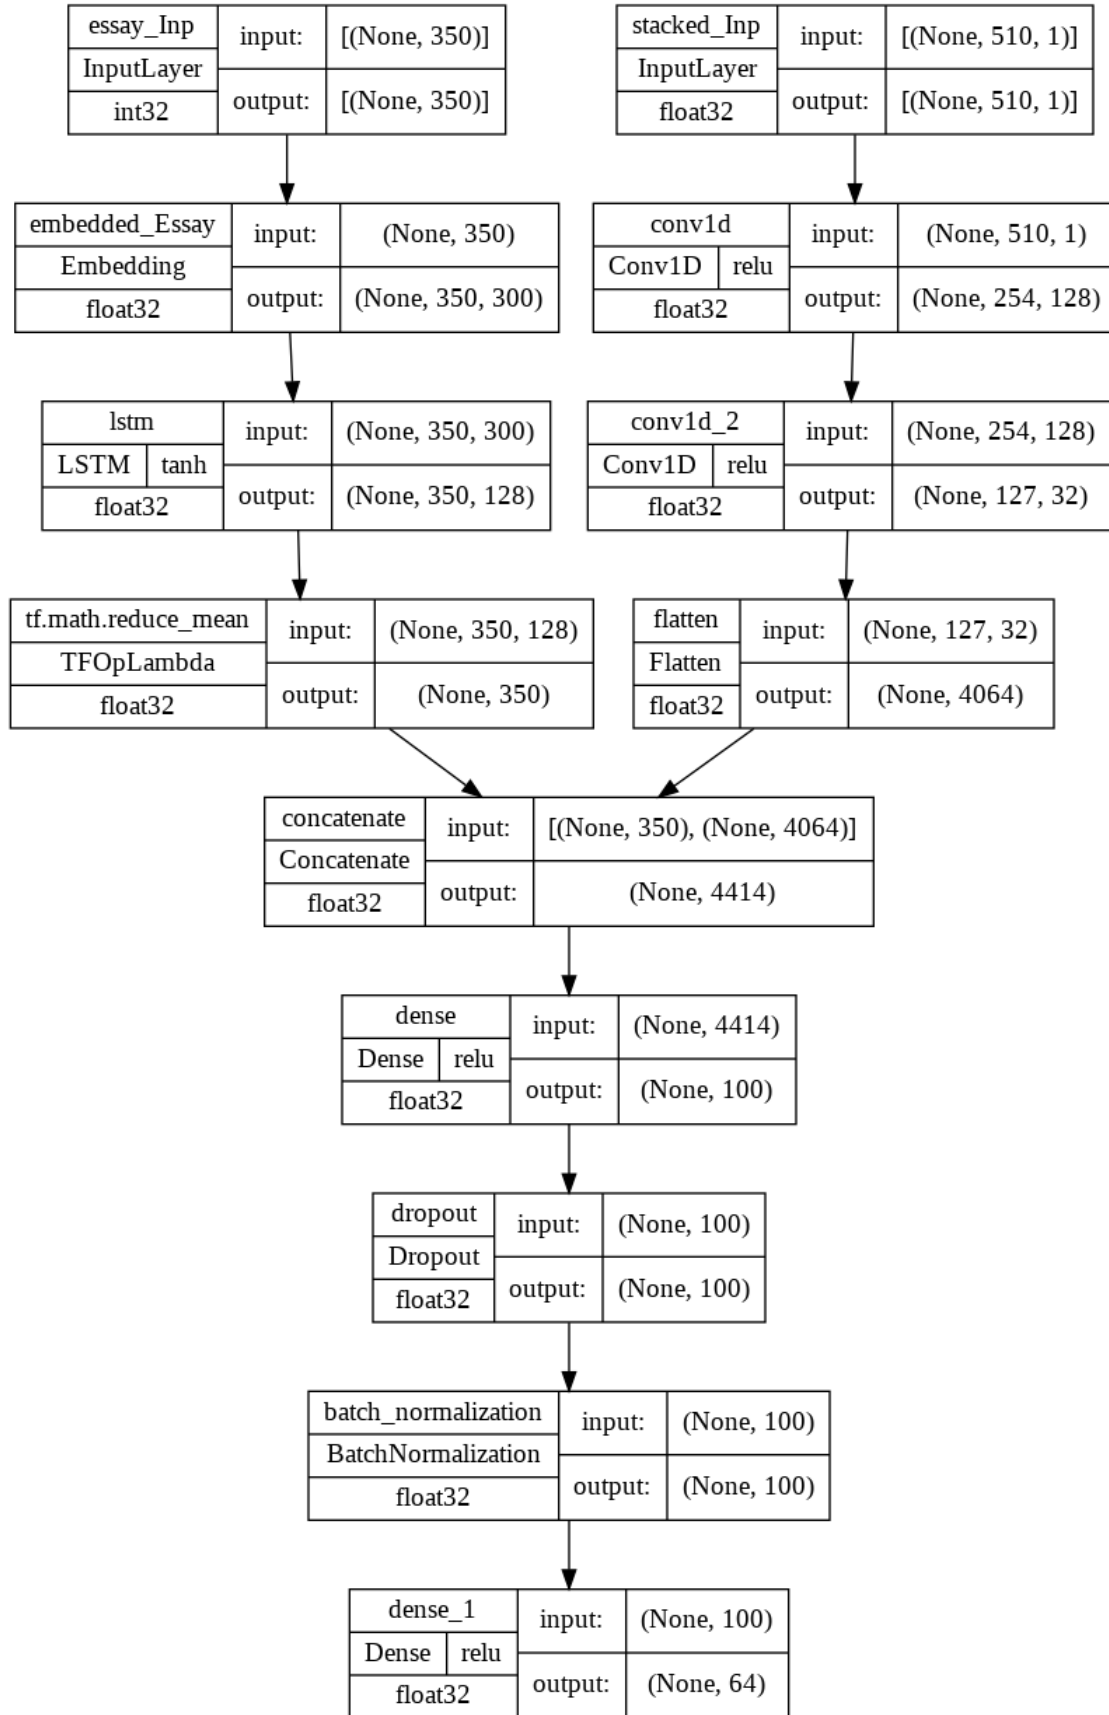 essay_Inp
InputLayer
int32
input:
[(None, 350)]
output:
[(None, 350)]
stacked_Inp
InputLayer
float32
input:
[(None, 510, 1)]
output:
[(None, 510, 1)]
embedded_Essay
Embedding
float32
input:
(None, 350)
output:
(None, 350, 300)
conv1d
Conv1D
relu
float32
input:
(None, 510, 1)
output:
(None, 254, 128)
lstm
LSTM
tanh
float32
input:
(None, 350, 300)
output:
(None, 350, 128)
conv1d_2
Conv1D
relu
float32
input:
(None, 254, 128)
output:
(None, 127, 32)
tf.math.reduce_mean
TFOpLambda
float32
input:
(None, 350, 128)
output:
(None, 350)
flatten
Flatten
float32
input:
(None, 127, 32)
output:
(None, 4064)
concatenate
Concatenate
float32
input:
[(None, 350), (None, 4064)]
output:
(None, 4414)
dense
Dense
relu
float32
input:
(None, 4414)
output:
(None, 100)
dropout
Dropout
float32
input:
(None, 100)
output:
(None, 100)
batch_normalization
BatchNormalization
float32
input:
(None, 100)
output:
(None, 100)
dense_1
Dense
relu
float32
input:
(None, 100)
output:
(None, 64)